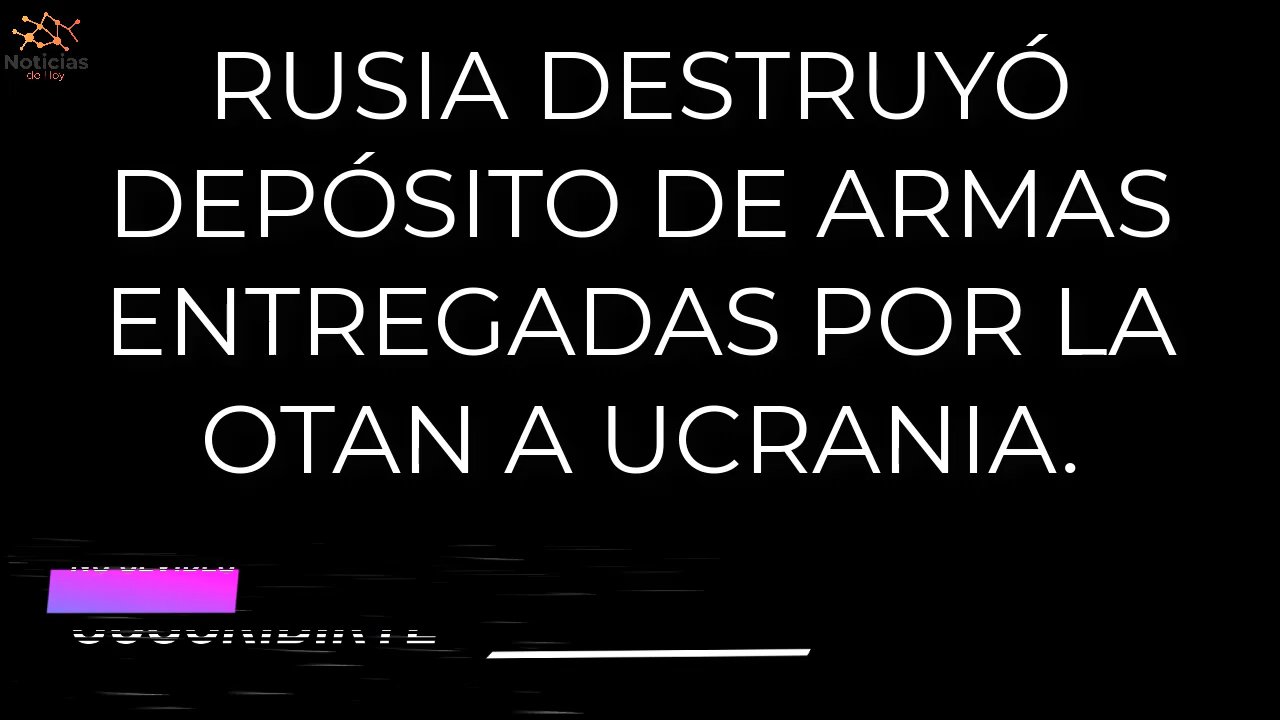 Noticias
de Hoy
RUSIA DESTRUYÓ
DEPÓSITO DE ARMAS
ENTREGADAS POR LA
OTAN A UCRANIA.